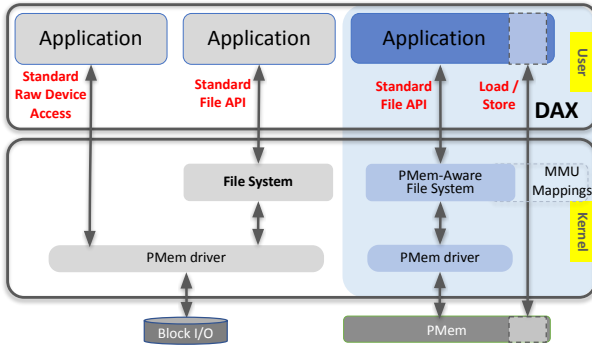 Application
Application
Application
User
Standard
Raw Device
Access
Standard
File API
Standard
File API
Load /
Store
DAX
File System
PMem-Aware
File System
MMU
Mappings
Kernel
PMem driver
PMem driver
Block I/O
PMem